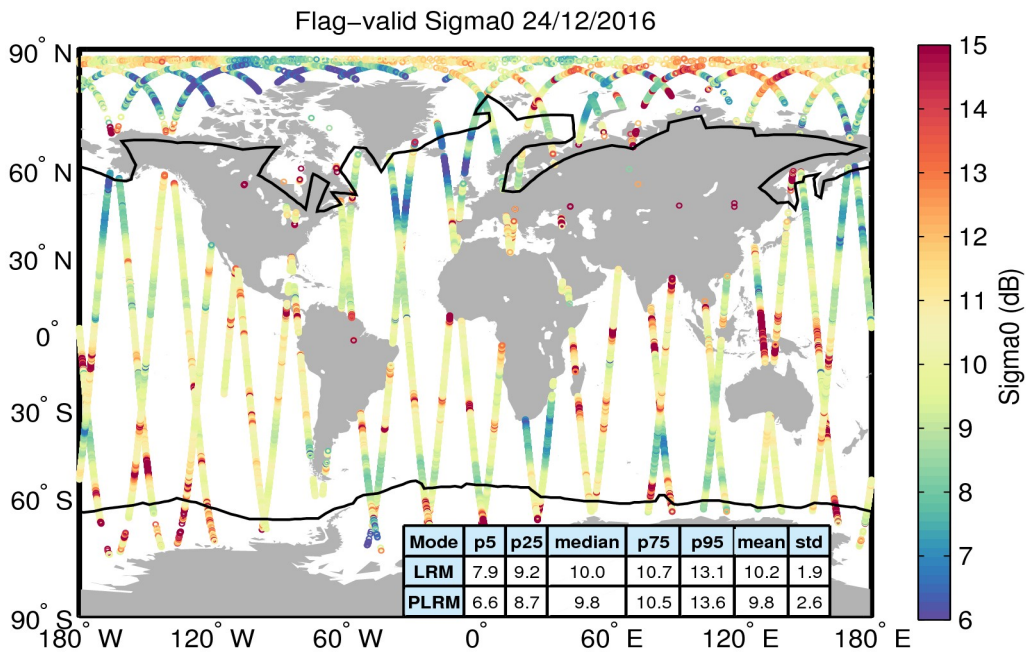 Flag−valid Sigma0 24/12/2016
90° N
60° N
30° N
0°
30° S
60° S
90° S
180° W
120° W
60° W
0°
60° E
120° E
180° E
Mode p5 p25 median p75 p95 mean std
LRM 7.9 9.2 10.0 10.7 13.1 10.2 1.9
PLRM 6.6 8.7 9.8 10.5 13.6 9.8 2.6
15
14
13
12
11
10
9
8
7
6
Sigma0 (dB)